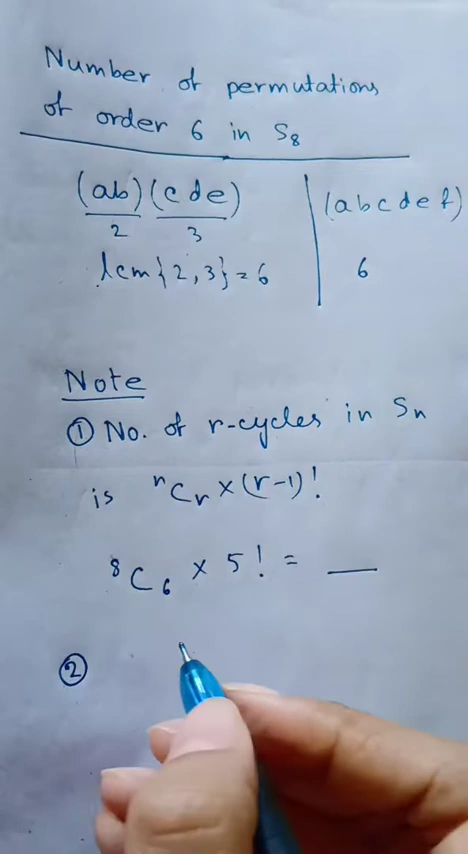 Number of permutations
of order 6 in S₈
(ab)(cde)
2 3
lcm{2,3}=6
(abcdef)
6
Note
① No. of r-cycles in Sₙ
is ⁿCᵣ×(r-1)!
⁸C₆ × 5! = __
②